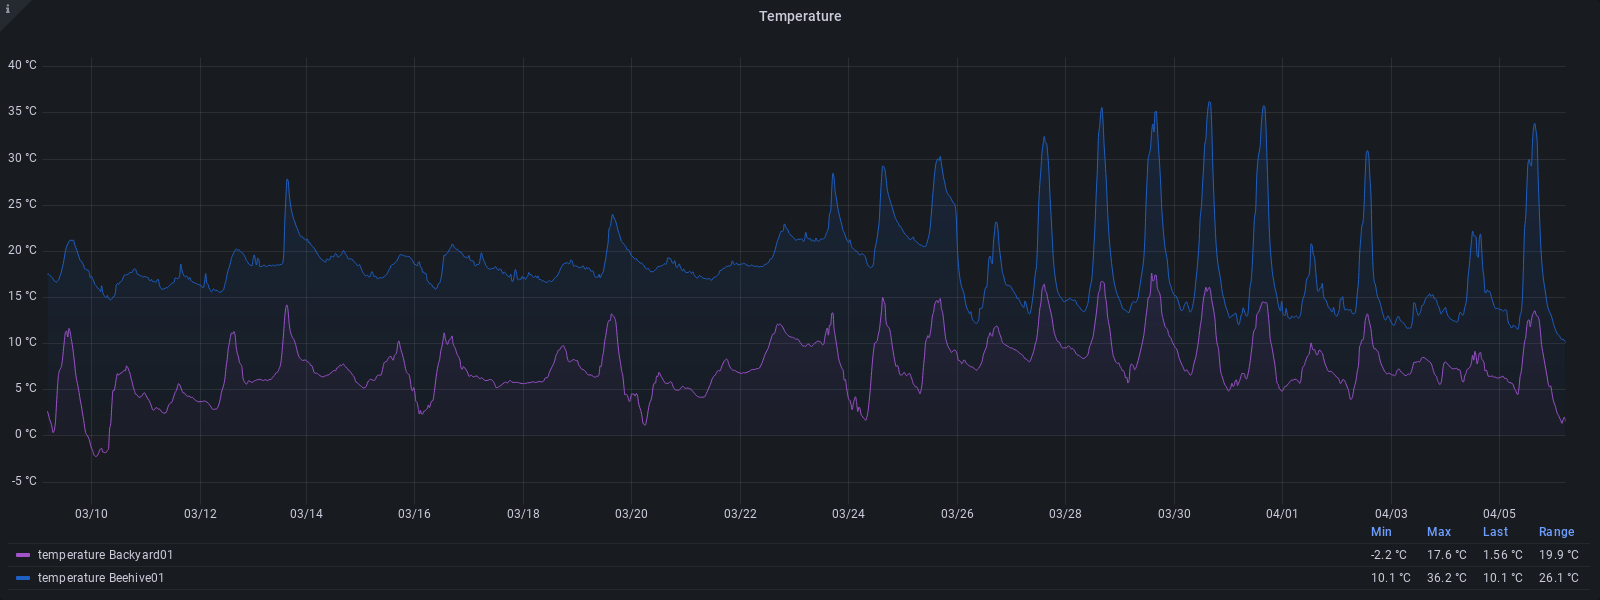 i
Temperature
40 °C
35 °C
30 °C
25 °C
20 °C
15 °C
10 °C
5 °C
0 °C
-5 °C
03/10 03/12 03/14 03/16 03/18 03/20 03/22 03/24 03/26 03/28 03/30 04/01 04/03 04/05
Min Max Last Range
temperature Backyard01 -2.2 °C 17.6 °C 1.56 °C 19.9 °C
temperature Beehive01 10.1 °C 36.2 °C 10.1 °C 26.1 °C